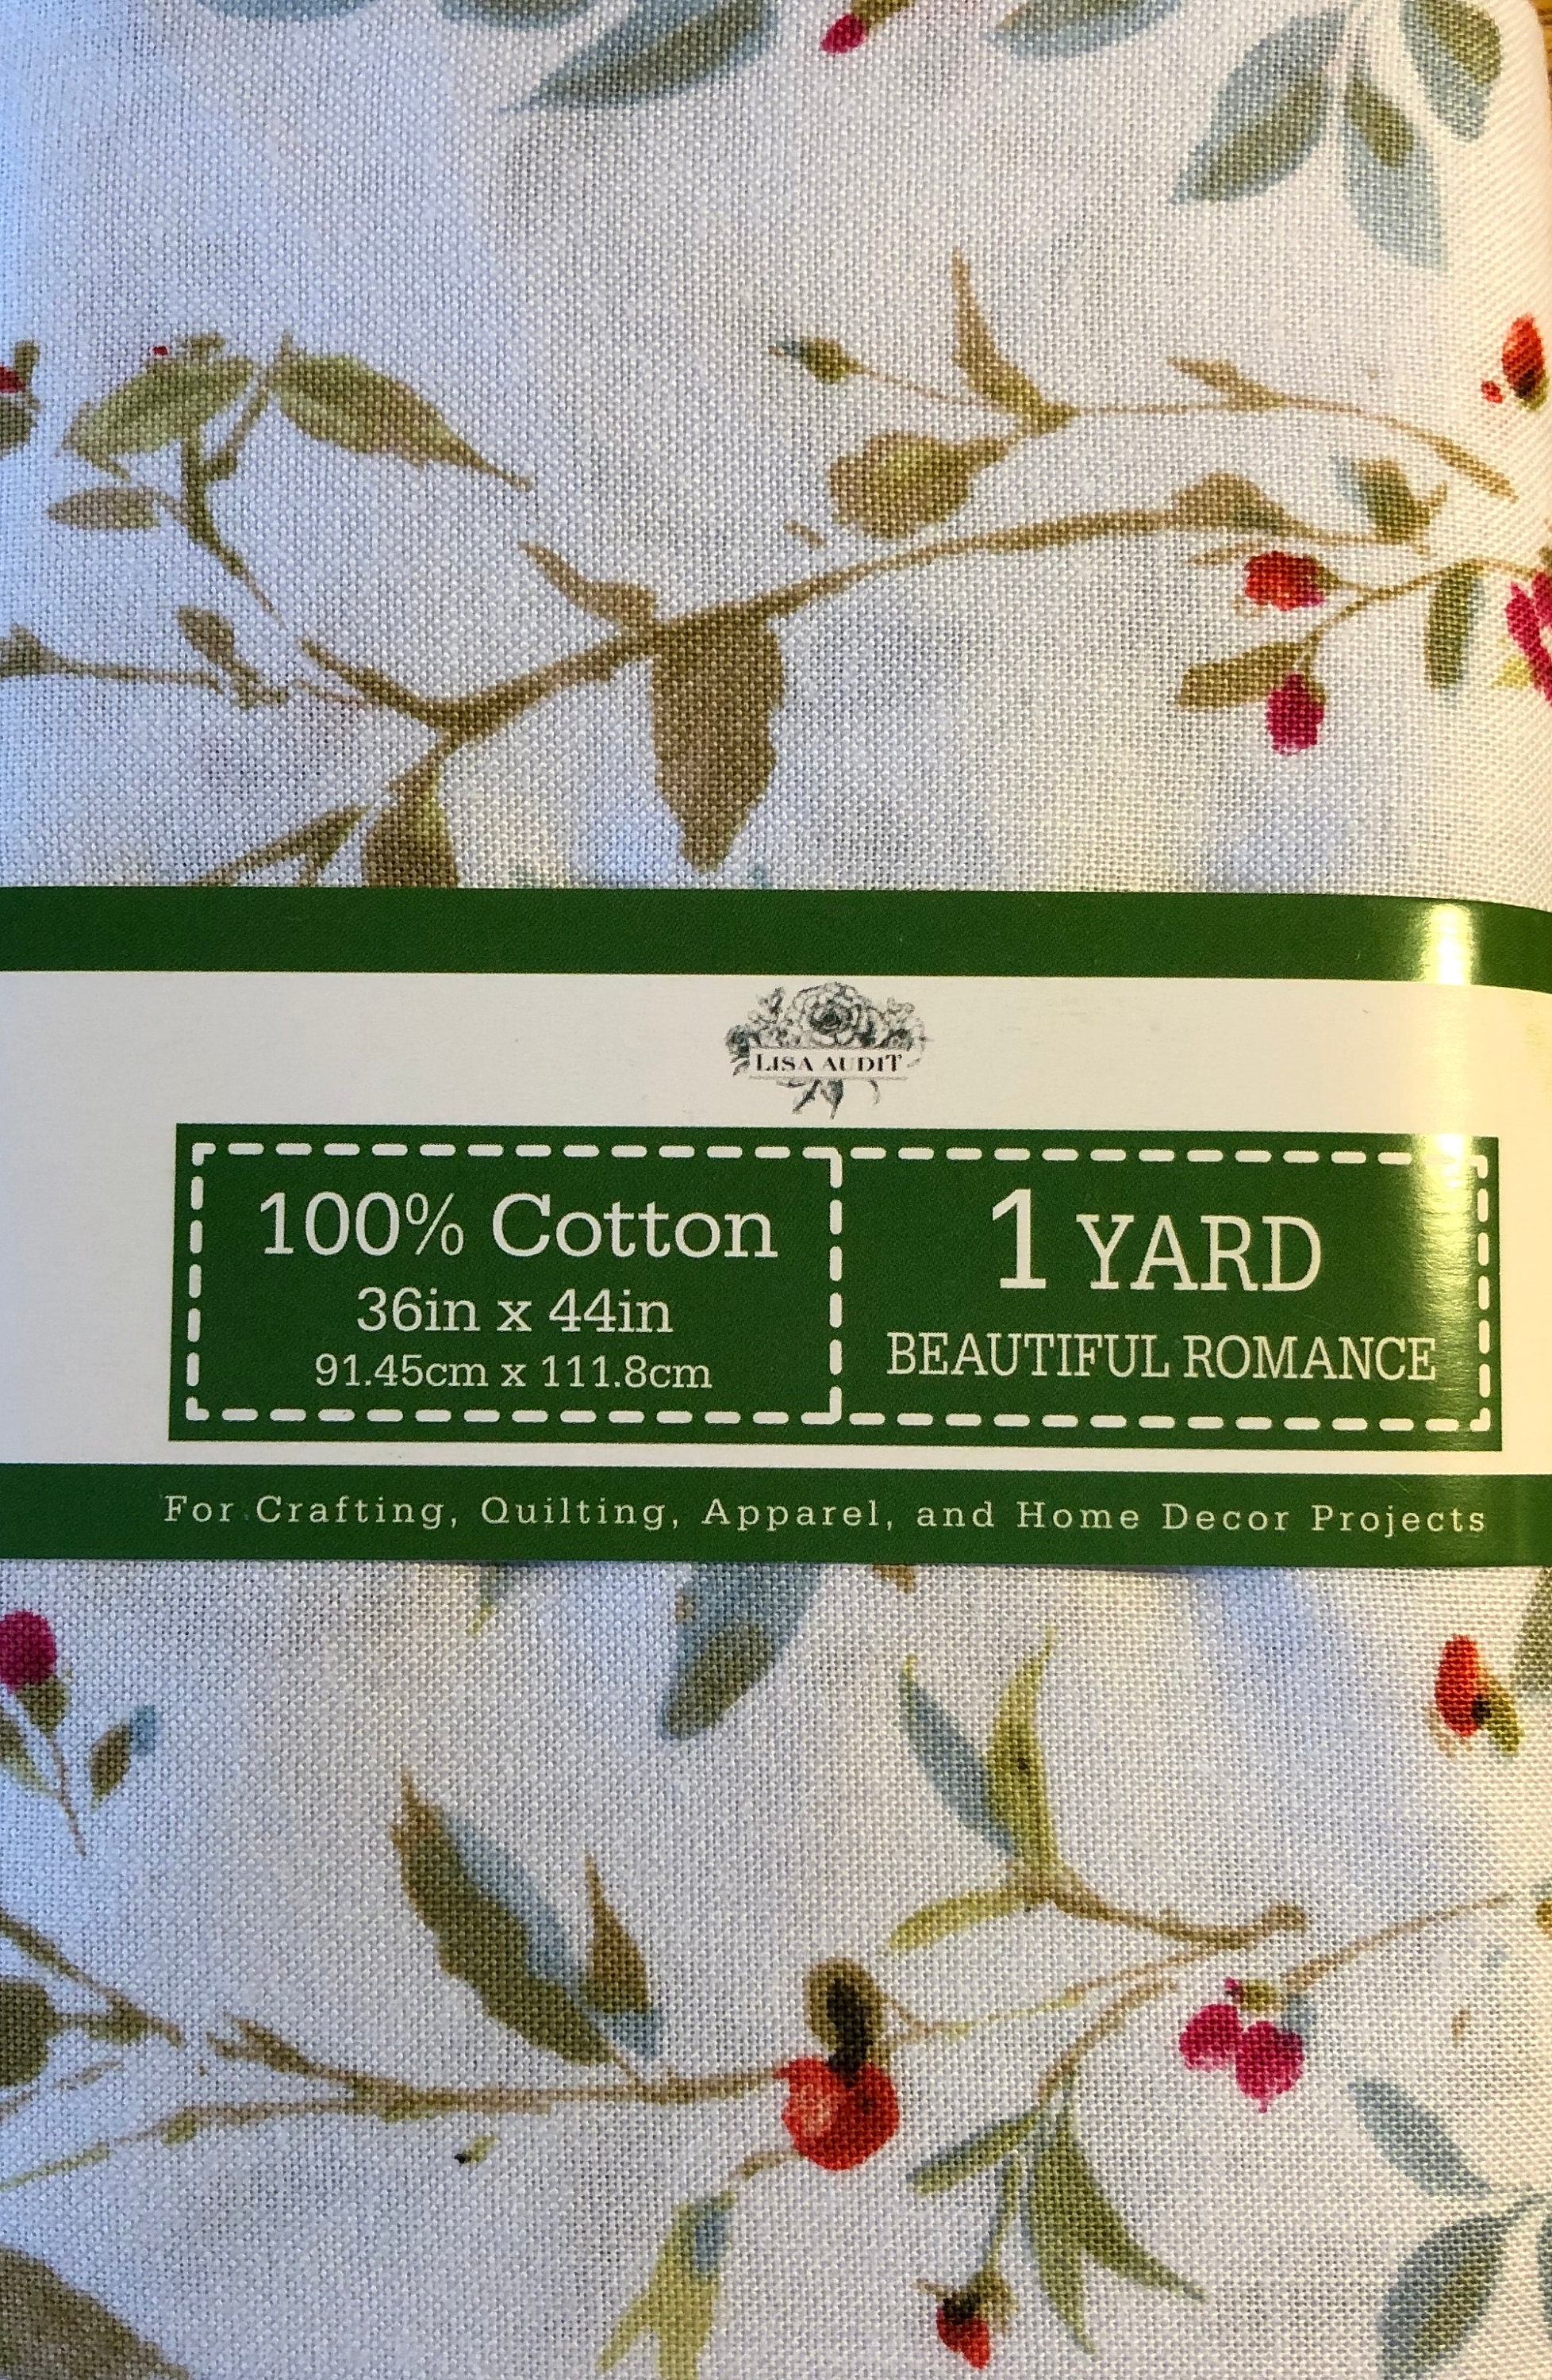 LISA AUDIT
100% Cotton
36in x 44in
91.45cm x 111.8cm
1 YARD
BEAUTIFUL ROMANCE
For Crafting, Quilting, Apparel, and Home Decor Projects